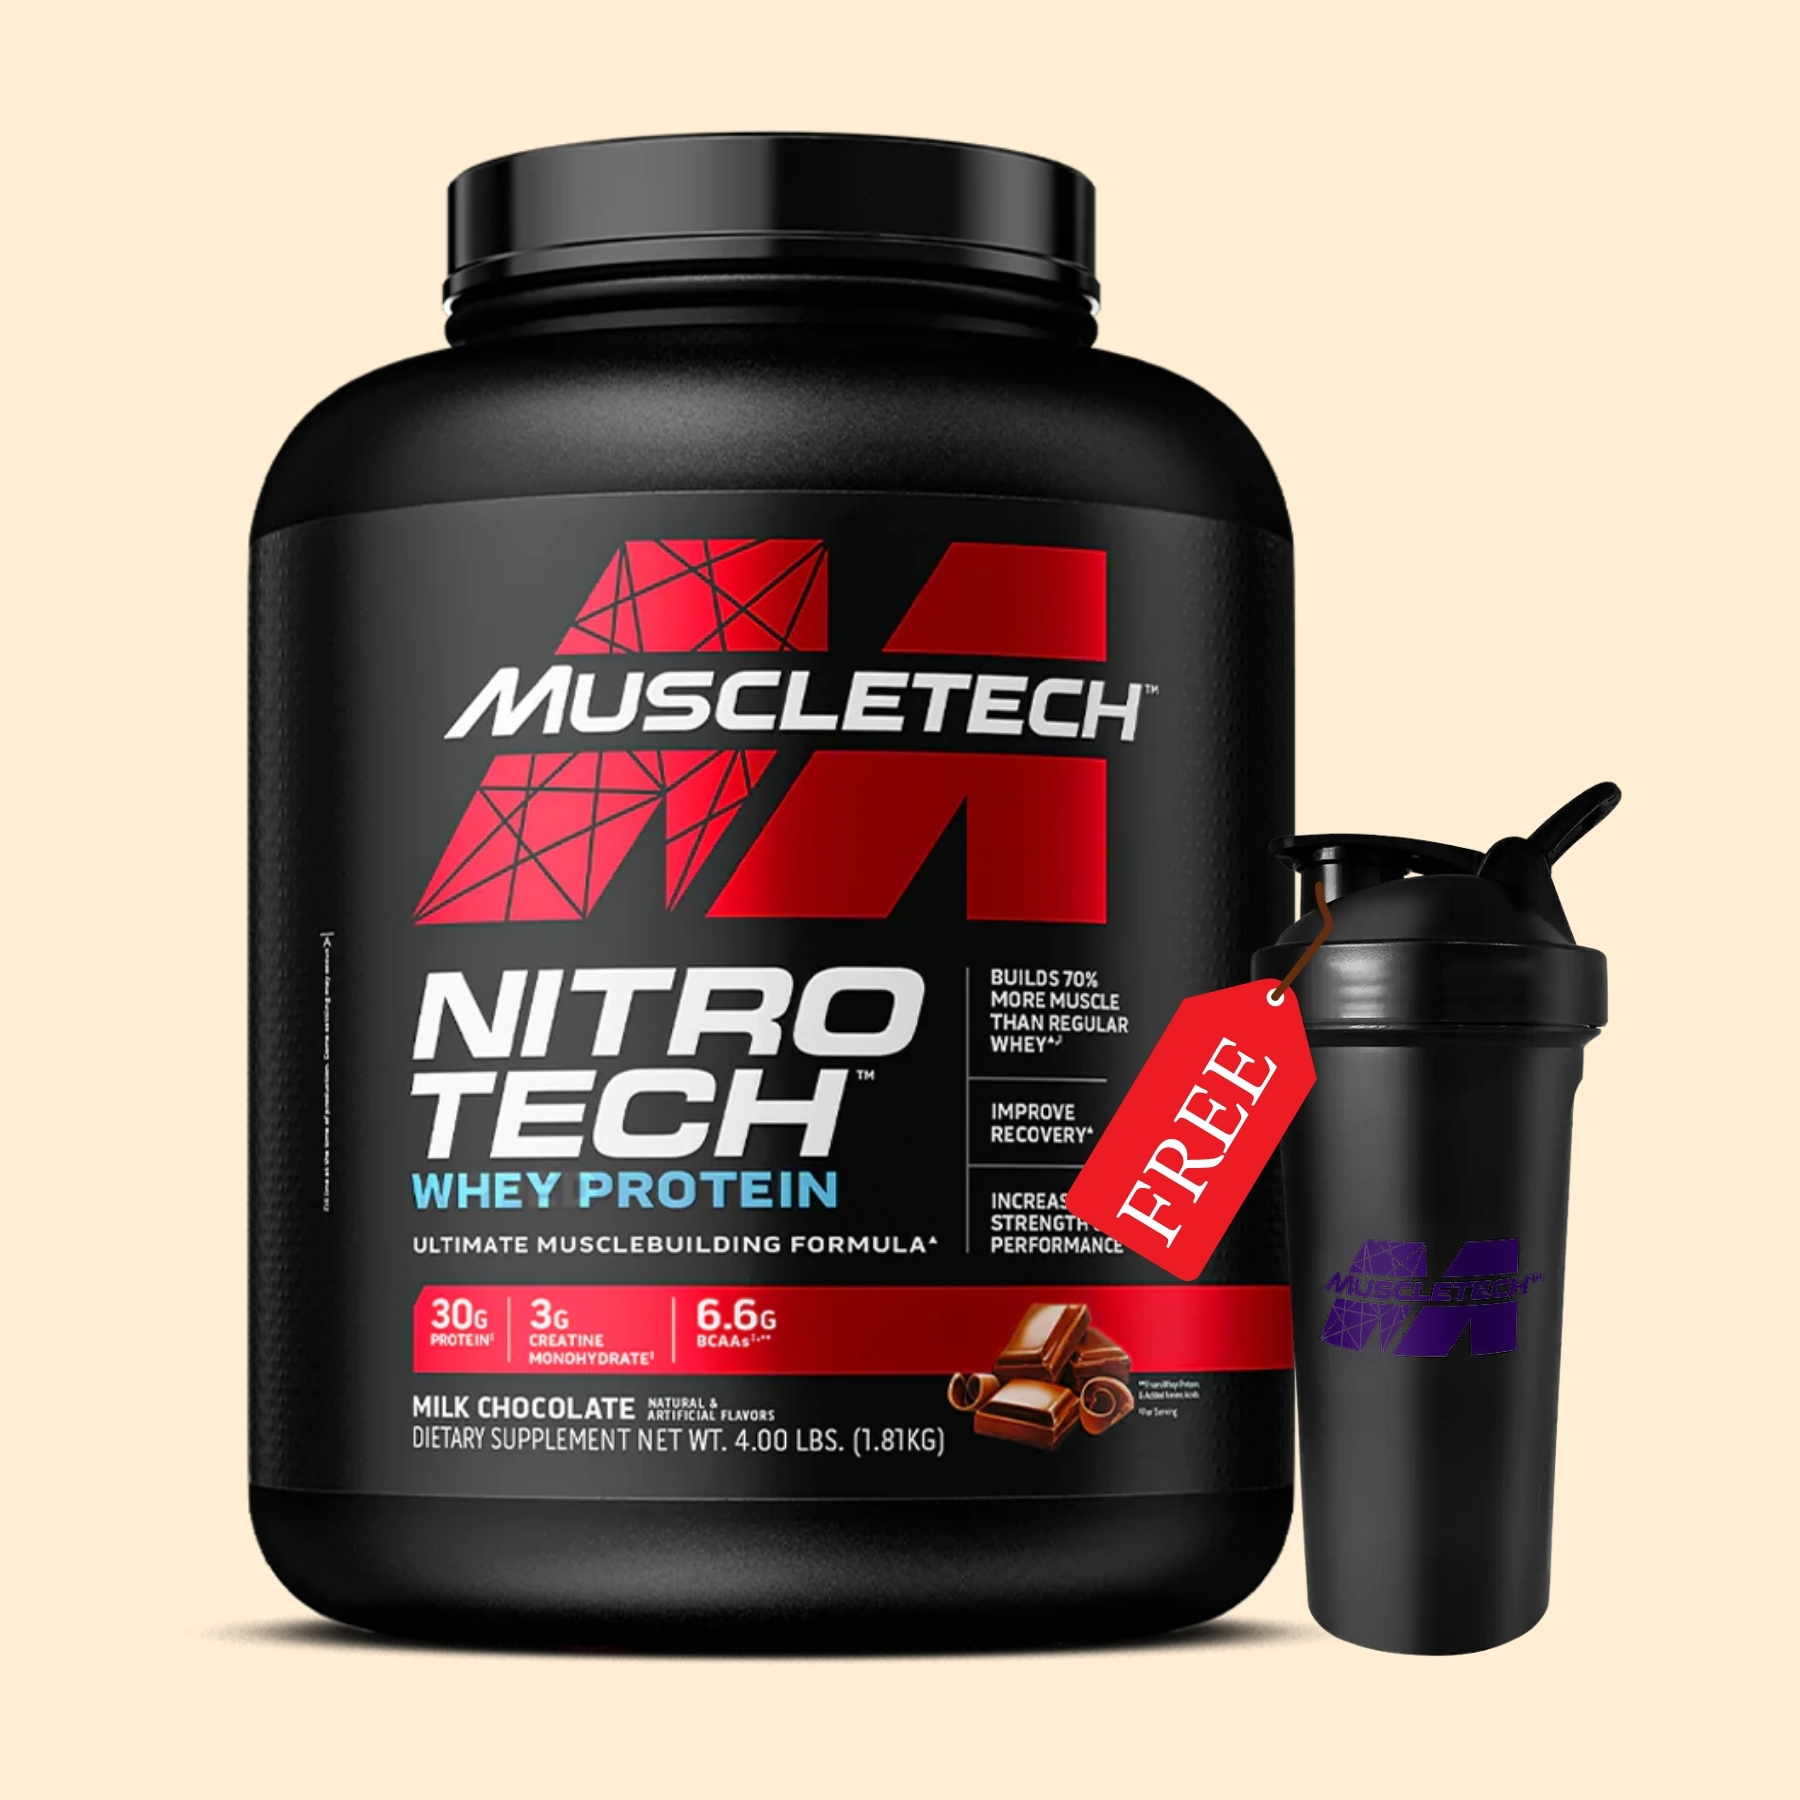 MUSCLETECH™
NITRO
TECH™
WHEY PROTEIN
ULTIMATE MUSCLEBUILDING FORMULA▲
BUILDS 70%
MORE MUSCLE
THAN REGULAR
WHEY▲
IMPROVE
RECOVERY▲
STRENGTH
PERFORMANCE
30G
PROTEIN‡
3G
CREATINE
MONOHYDRATE‡
6.6G
BCAAs‡,**
MILK CHOCOLATE NATURAL &
ARTIFICIAL FLAVORS
DIETARY SUPPLEMENT NET WT. 4.00 LBS. (1.81KG)
FREE
MUSCLETECH™